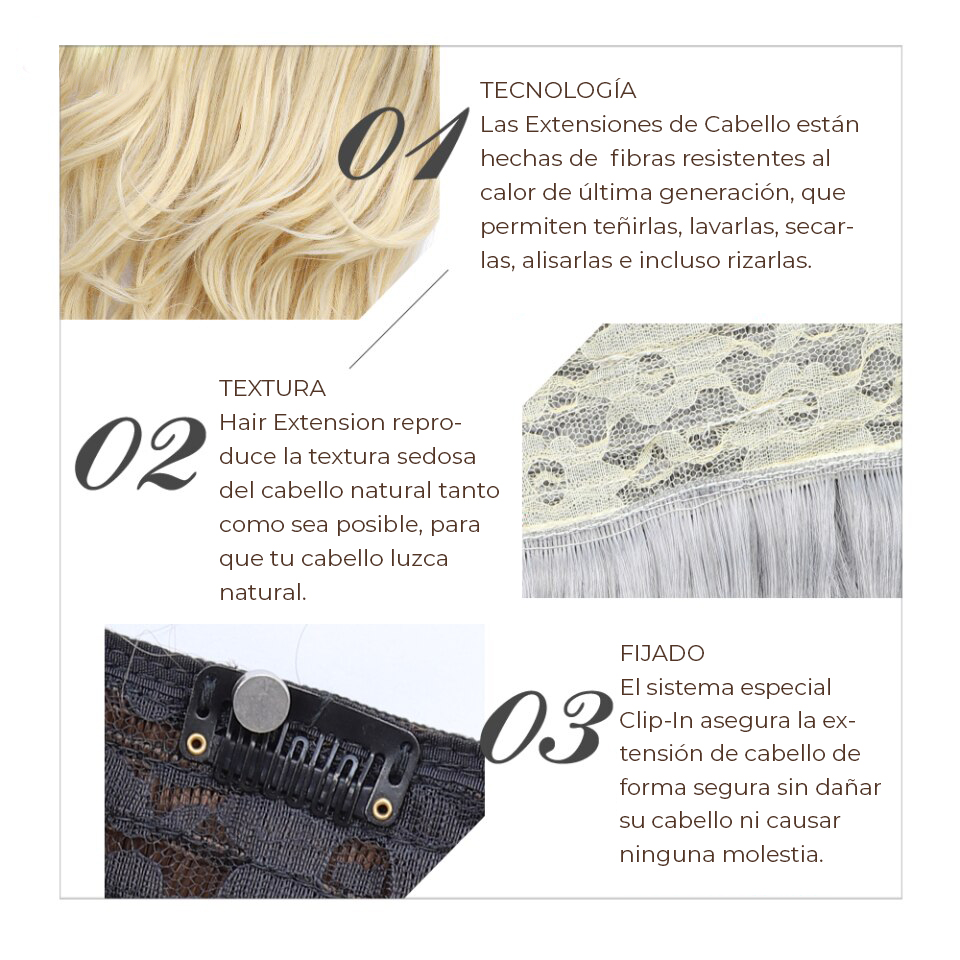 01
TECNOLOGÍA
Las Extensiones de Cabello están
hechas de  fibras resistentes al
calor de última generación, que
permiten teñirlas, lavarlas, secar-
las, alisarlas e incluso rizarlas.
02
TEXTURA
Hair Extension repro-
duce la textura sedosa
del cabello natural tanto
como sea posible, para
que tu cabello luzca
natural.
03
FIJADO
El sistema especial
Clip-In asegura la ex-
tensión de cabello de
forma segura sin dañar
su cabello ni causar
ninguna molestia.